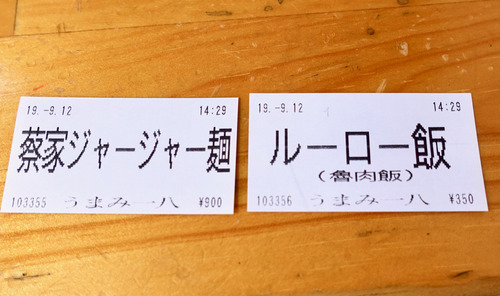 19.-9.12 14:29
蔡家ジャージャー麺
103355 うまみ一八 ¥900
19.-9.12 14:29
ルーロー飯
(魯肉飯)
103356 うまみ一八 ¥350